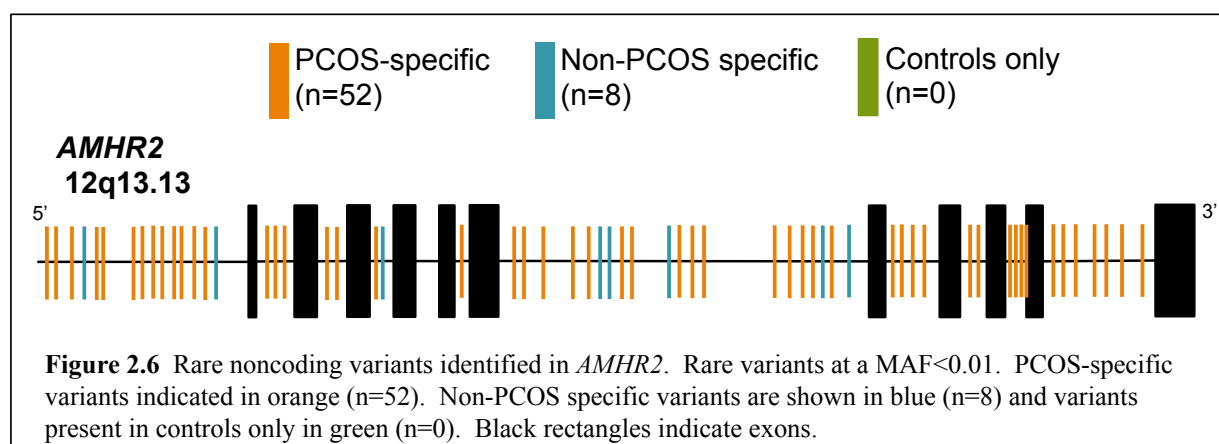 PCOS-specific
(n=52)
Non-PCOS specific
(n=8)
Controls only
(n=0)
AMHR2
12q13.13
5’
3’
Figure 2.6 Rare noncoding variants identified in AMHR2. Rare variants at a MAF<0.01. PCOS-specific
variants indicated in orange (n=52). Non-PCOS specific variants are shown in blue (n=8) and variants
present in controls only in green (n=0). Black rectangles indicate exons.